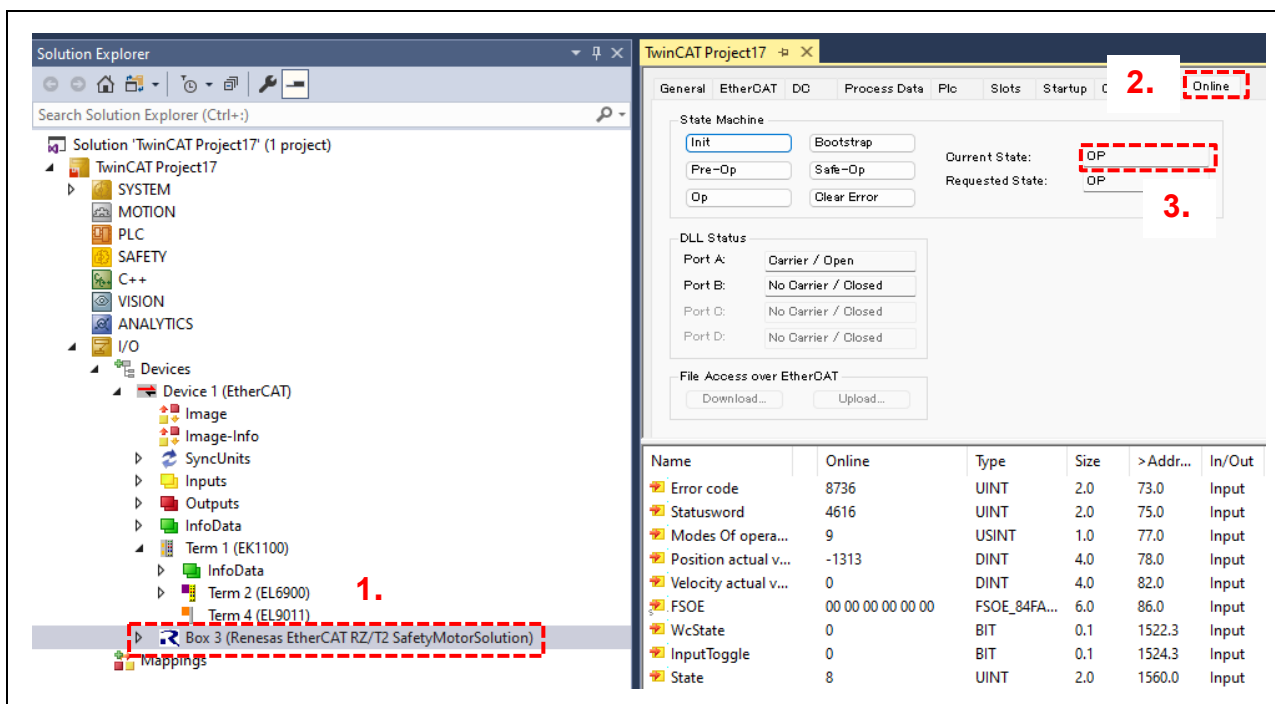 Solution Explorer
Search Solution Explorer (Ctrl+:)
Solution 'TwinCAT Project17' (1 project)
TwinCAT Project17
SYSTEM
MOTION
PLC
SAFETY
C++
VISION
ANALYTICS
I/O
Devices
Device 1 (EtherCAT)
Image
Image-Info
SyncUnits
Inputs
Outputs
InfoData
Term 1 (EK1100)
InfoData
Term 2 (EL6900)
1.
Term 4 (EL9011)
Box 3 (Renesas EtherCAT RZ/T2 SafetyMotorSolution)
Mappings
TwinCAT Project17
General EtherCAT DC Process Data Plc Slots Startup 2. Online
State Machine
Init Bootstrap
Pre-Op Safe-Op
Op Clear Error
Current State: OP
Requested State: OP
3.
DLL Status
Port A: Carrier / Open
Port B: No Carrier / Closed
Port C: No Carrier / Closed
Port D: No Carrier / Closed
File Access over EtherCAT
Download... Upload...
Name Online Type Size >Addr... In/Out
Error code 8736 UINT 2.0 73.0 Input
Statusword 4616 UINT 2.0 75.0 Input
Modes Of opera... 9 USINT 1.0 77.0 Input
Position actual v... -1313 DINT 4.0 78.0 Input
Velocity actual v... 0 DINT 4.0 82.0 Input
FSOE 00 00 00 00 00 00 FSOE_84FA... 6.0 86.0 Input
WcState 0 BIT 0.1 1522.3 Input
InputToggle 0 BIT 0.1 1524.3 Input
State 8 UINT 2.0 1560.0 Input